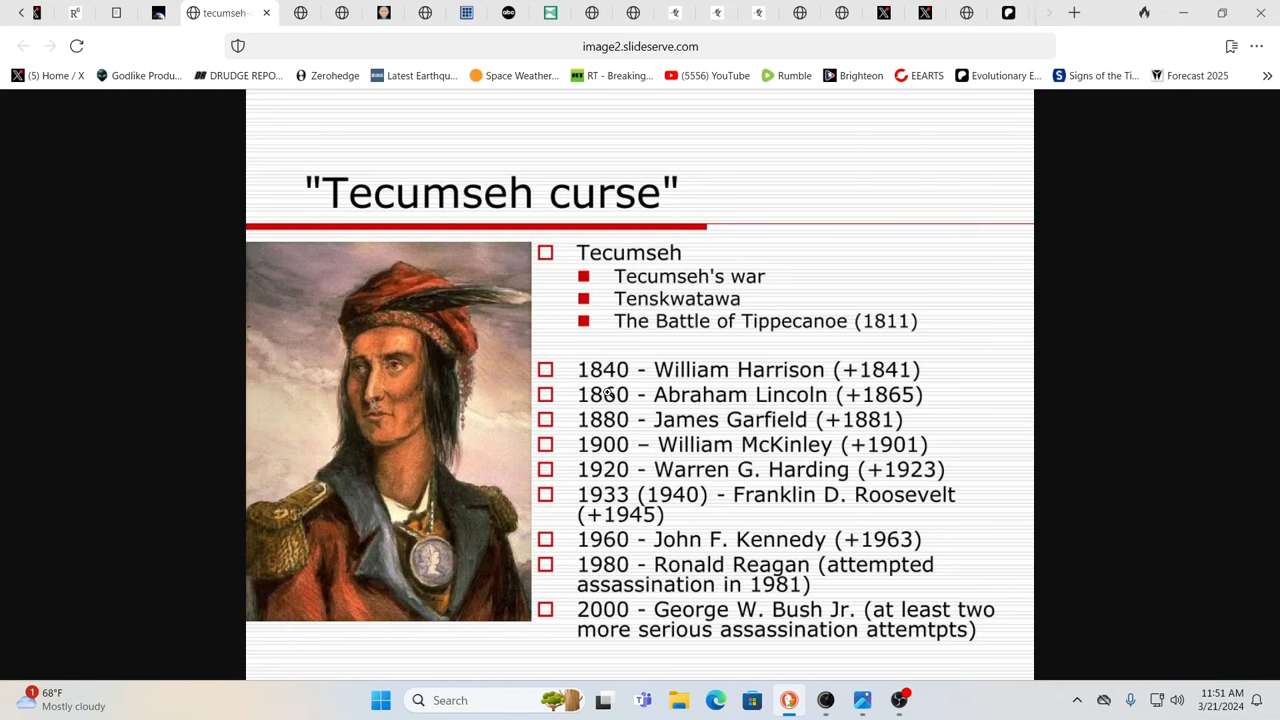 tecumseh-
abc
image2.slideserve.com
(5) Home / X
Godlike Produ...
DRUDGE REPO...
Zerohedge
Latest Earthqu...
Space Weather...
RT - Breaking...
(5556) YouTube
Rumble
Brighteon
EEARTS
Evolutionary E...
Signs of the Ti...
Forecast 2025
"Tecumseh curse"
Tecumseh
Tecumseh's war
Tenskwatawa
The Battle of Tippecanoe (1811)
1840 - William Harrison (+1841)
1860 - Abraham Lincoln (+1865)
1880 - James Garfield (+1881)
1900 – William McKinley (+1901)
1920 - Warren G. Harding (+1923)
1933 (1940) - Franklin D. Roosevelt
(+1945)
1960 - John F. Kennedy (+1963)
1980 - Ronald Reagan (attempted
assassination in 1981)
2000 - George W. Bush Jr. (at least two
more serious assassination attemtpts)
1
68°F
Mostly cloudy
Search
11:51 AM
3/21/2024